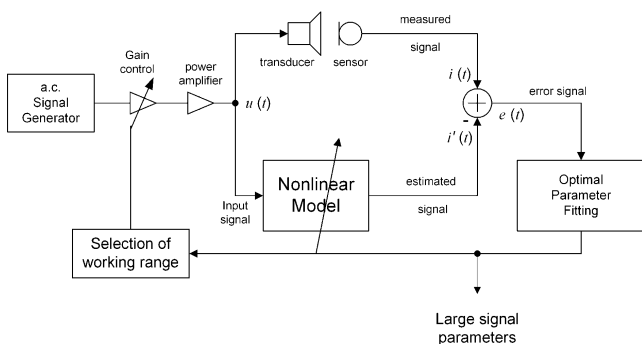 measured
signal
transducer
sensor
Gain
control
power
amplifier
a.c.
Signal
Generator
u (t)
i (t)
error signal
e (t)
-
i' (t)
Input
signal
Nonlinear
Model
estimated
signal
Optimal
Parameter
Fitting
Selection of
working range
Large signal
parameters